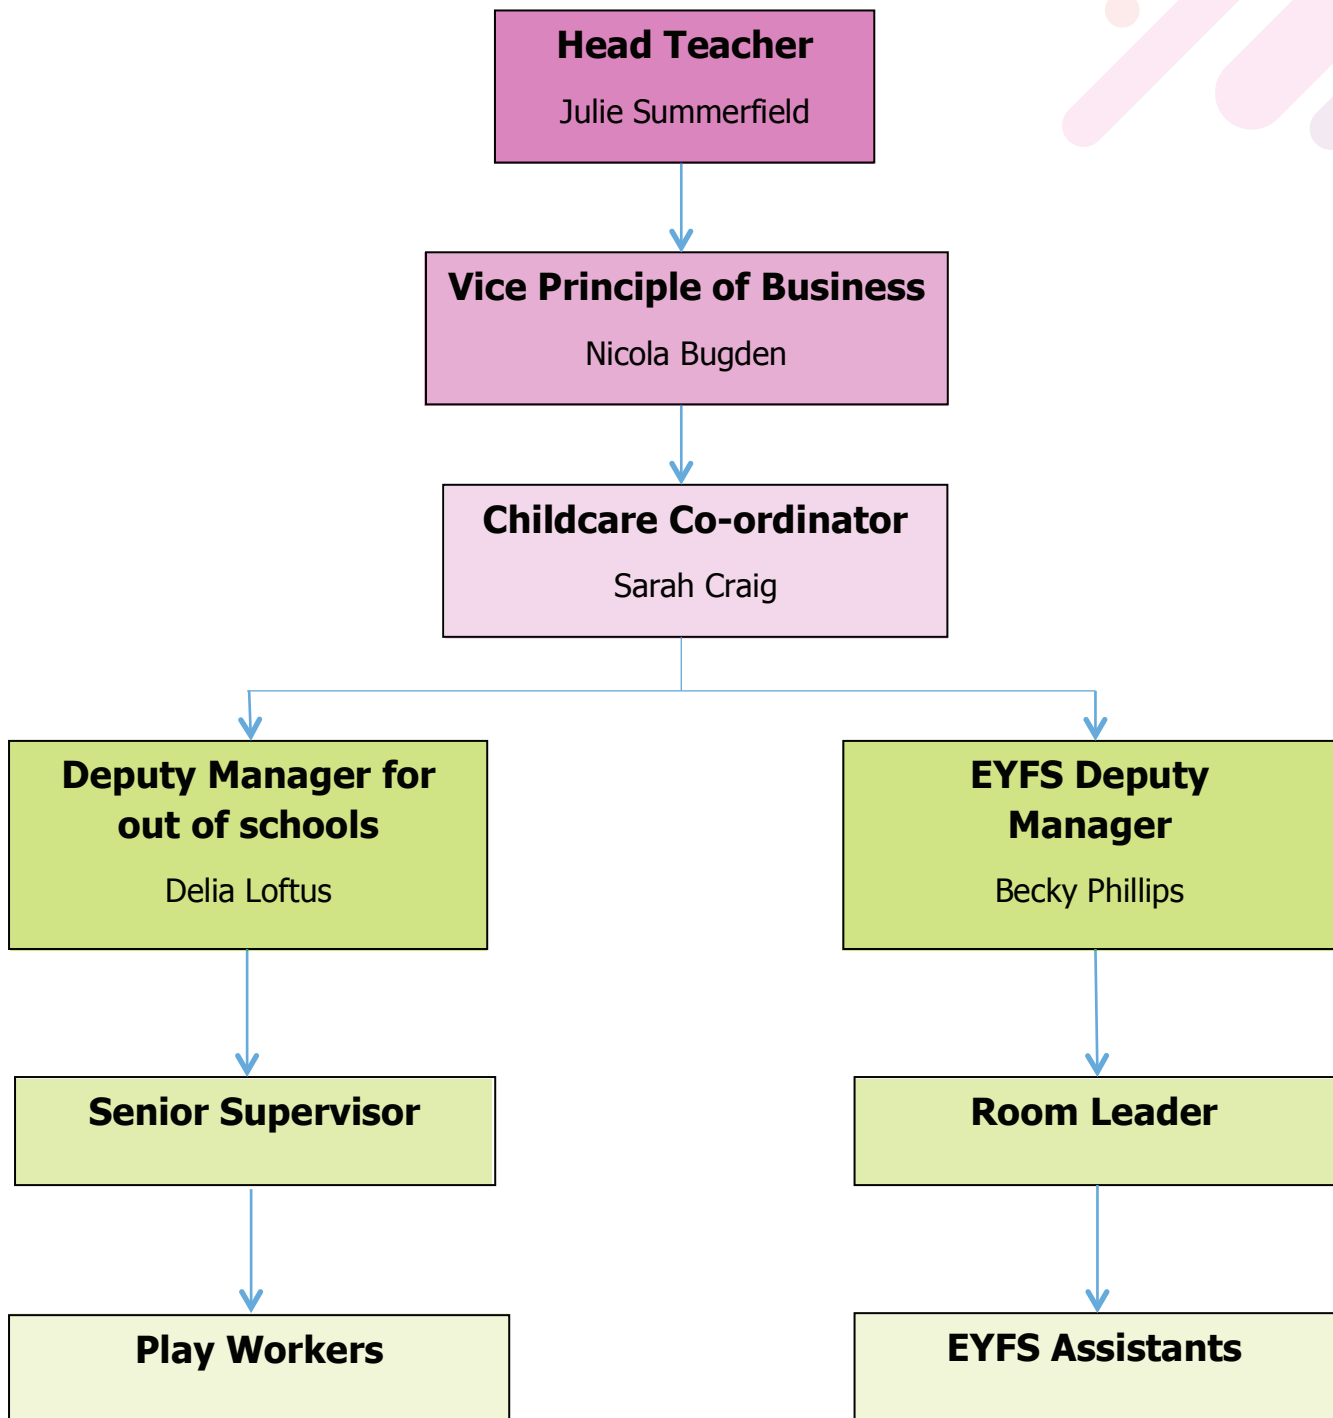 Head Teacher
Julie Summerfield
Vice Principle of Business
Nicola Bugden
Childcare Co-ordinator
Sarah Craig
Deputy Manager for
out of schools
Delia Loftus
EYFS Deputy
Manager
Becky Phillips
Senior Supervisor
Room Leader
Play Workers
EYFS Assistants